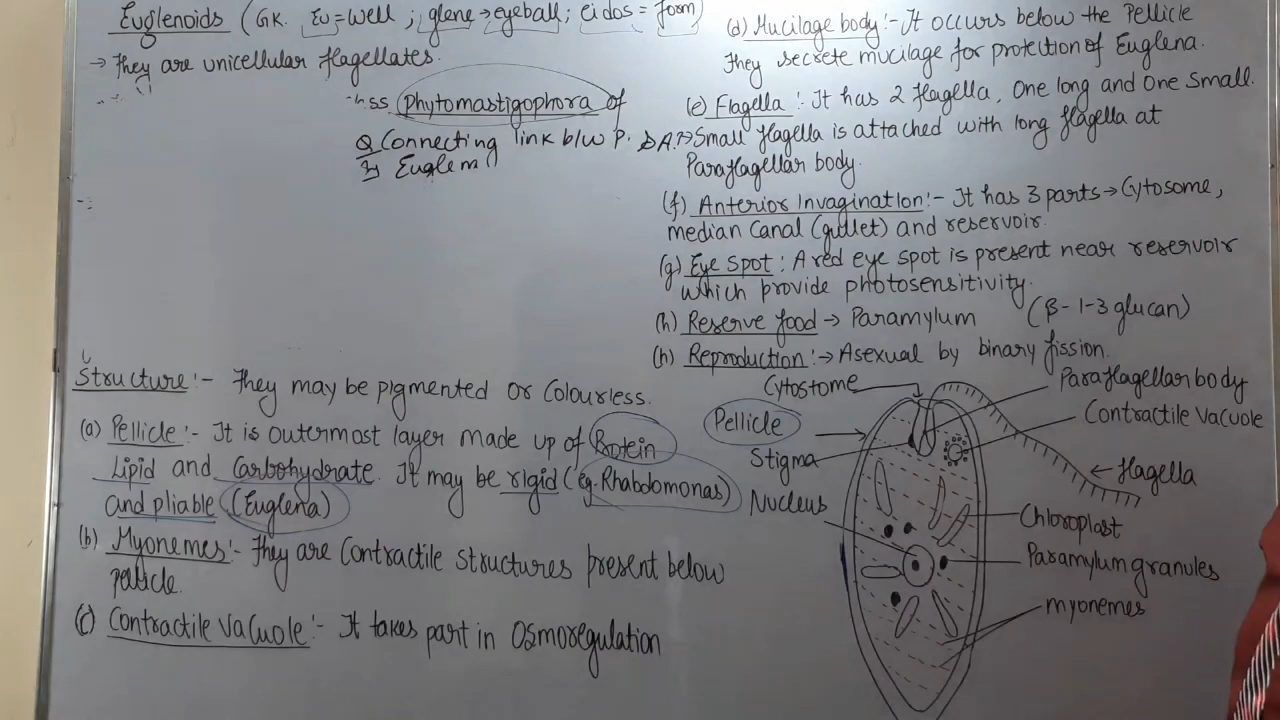 Euglenoids (GK. Eu=well ; glene→eyeball; eidos = form)
→ They are unicellular flagellates.
ss Phytomastigophora of
Q Connecting link b/w P. & A.?
Euglena
Structure:- They may be pigmented or Colourless.
(a) Pellicle:- It is outermost layer made up of Protein
Lipid and Carbohydrate. It may be rigid (eg. Rhabdomonas)
and pliable (Euglena)
(b) Myonemes:- They are Contractile structures present below
pellicle.
(c) Contractile Vacuole:- It takes part in Osmoregulation
(d) Mucilage body:- It occurs below the Pellicle
They secrete mucilage for protection of Euglena.
(e) Flagella:- It has 2 flagella, One long and One Small.
→ Small flagella is attached with long flagella at
Paraflagellar body.
(f) Anterior Invagination:- It has 3 parts → Cytosome,
median Canal (gullet) and reservoir.
(g) Eye Spot: A red eye spot is present near reservoir
which provide photosensitivity.
(h) Reserve food → Paramylum (β-1-3 glucan)
(h) Reproduction:→ Asexual by binary fission.
Cytostome
Paraflagellar body
Pellicle
Contractile Vacuole
Stigma
Flagella
Nucleus
Chloroplast
Paramylum granules
myonemes